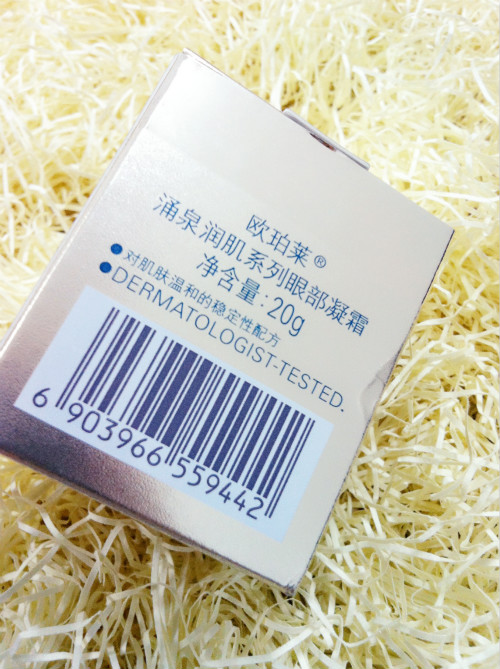 欧珀莱®
涌泉润肌系列眼部凝霜
净含量:20g
●对肌肤温和的稳定性配方
●DERMATOLOGIST-TESTED.
6 903966 559442